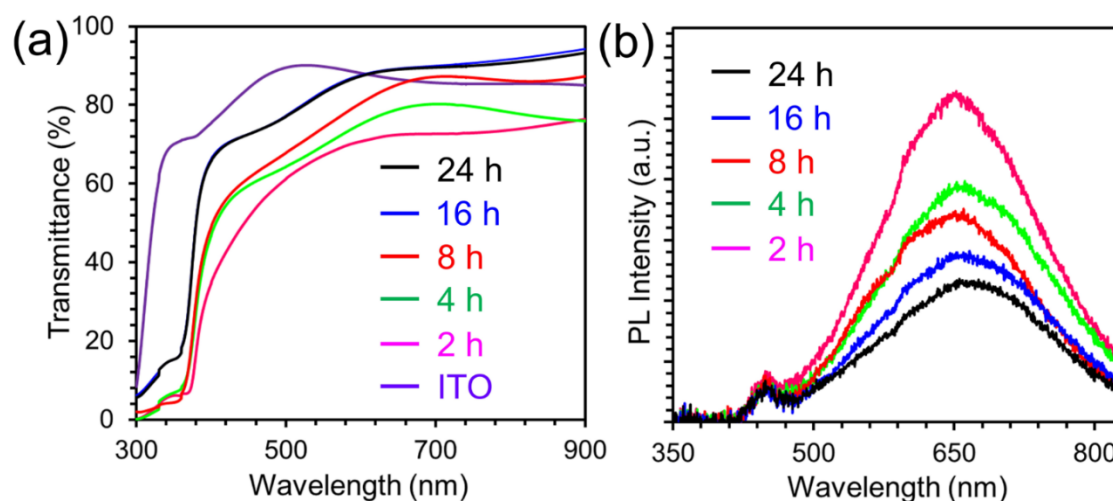 (a)
Transmittance (%)
100
80
60
40
20
0
24 h
16 h
8 h
4 h
2 h
ITO
300
500
700
900
Wavelength (nm)
(b)
PL Intensity (a.u.)
24 h
16 h
8 h
4 h
2 h
350
500
650
800
Wavelength (nm)